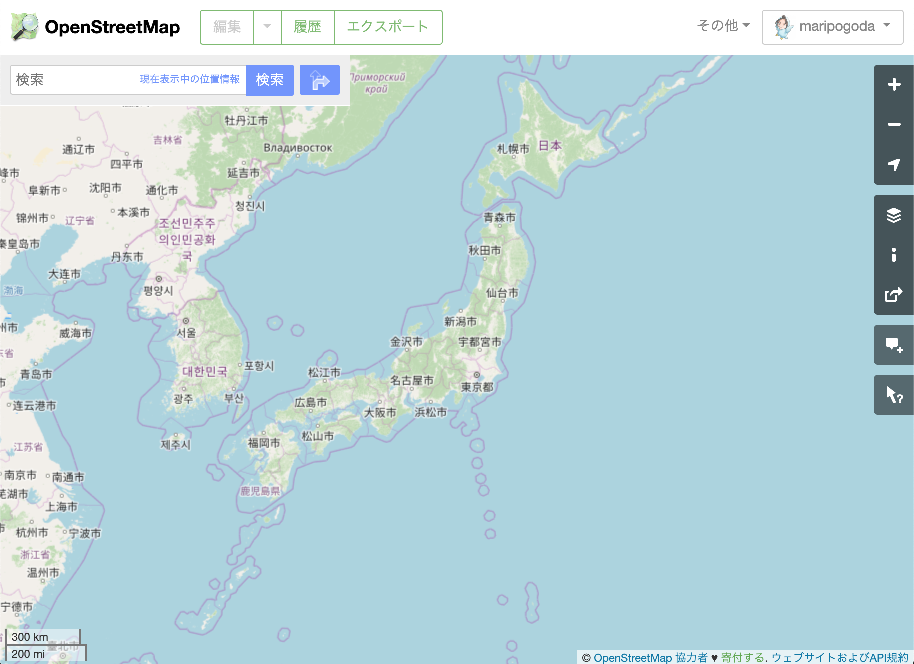 OpenStreetMap 編集 履歴 エクスポート その他 maripogoda
検索 現在表示中の位置情報 検索
Приморский край
牡丹江市
吉林省
通辽市
四平市
Владивосток
延吉市
阜新市
沈阳市
通化市
청진시
锦州市
辽宁省
本溪市
조선민주주의인민공화국
秦皇岛市
丹东市
大连市
渤海
평양시
威海市
서울
대한민국
포항시
青岛市
광주
부산
连云港市
제주시
江苏省
南京市
南通市
芜湖市
上海市
杭州市
宁波市
浙江省
温州市
宁德市
臺北市
札幌市
日本
青森市
秋田市
仙台市
新潟市
金沢市
宇都宮市
松江市
名古屋市
東京都
広島市
大阪市
浜松市
松山市
福岡市
鹿児島県
300 km
200 mi
© OpenStreetMap 協力者 ♥ 寄付する. ウェブサイトおよびAPI規約